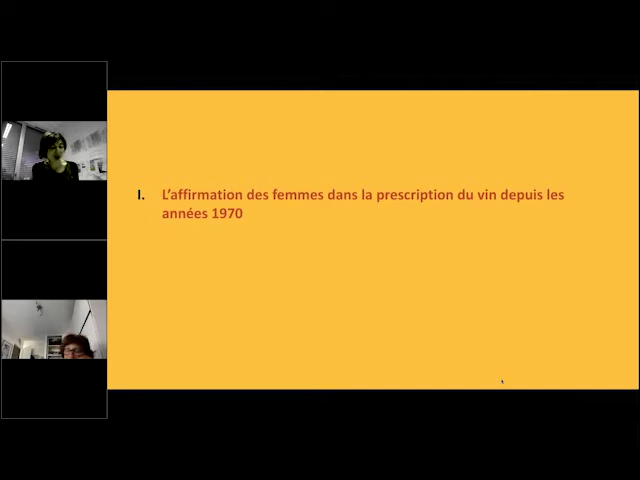 I. L'affirmation des femmes dans la prescription du vin depuis les
années 1970